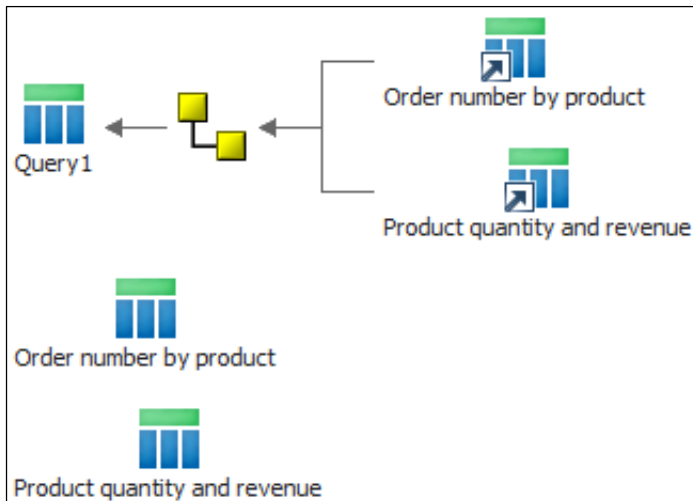 Order number by product
Query1
Product quantity and revenue
Order number by product
Product quantity and revenue